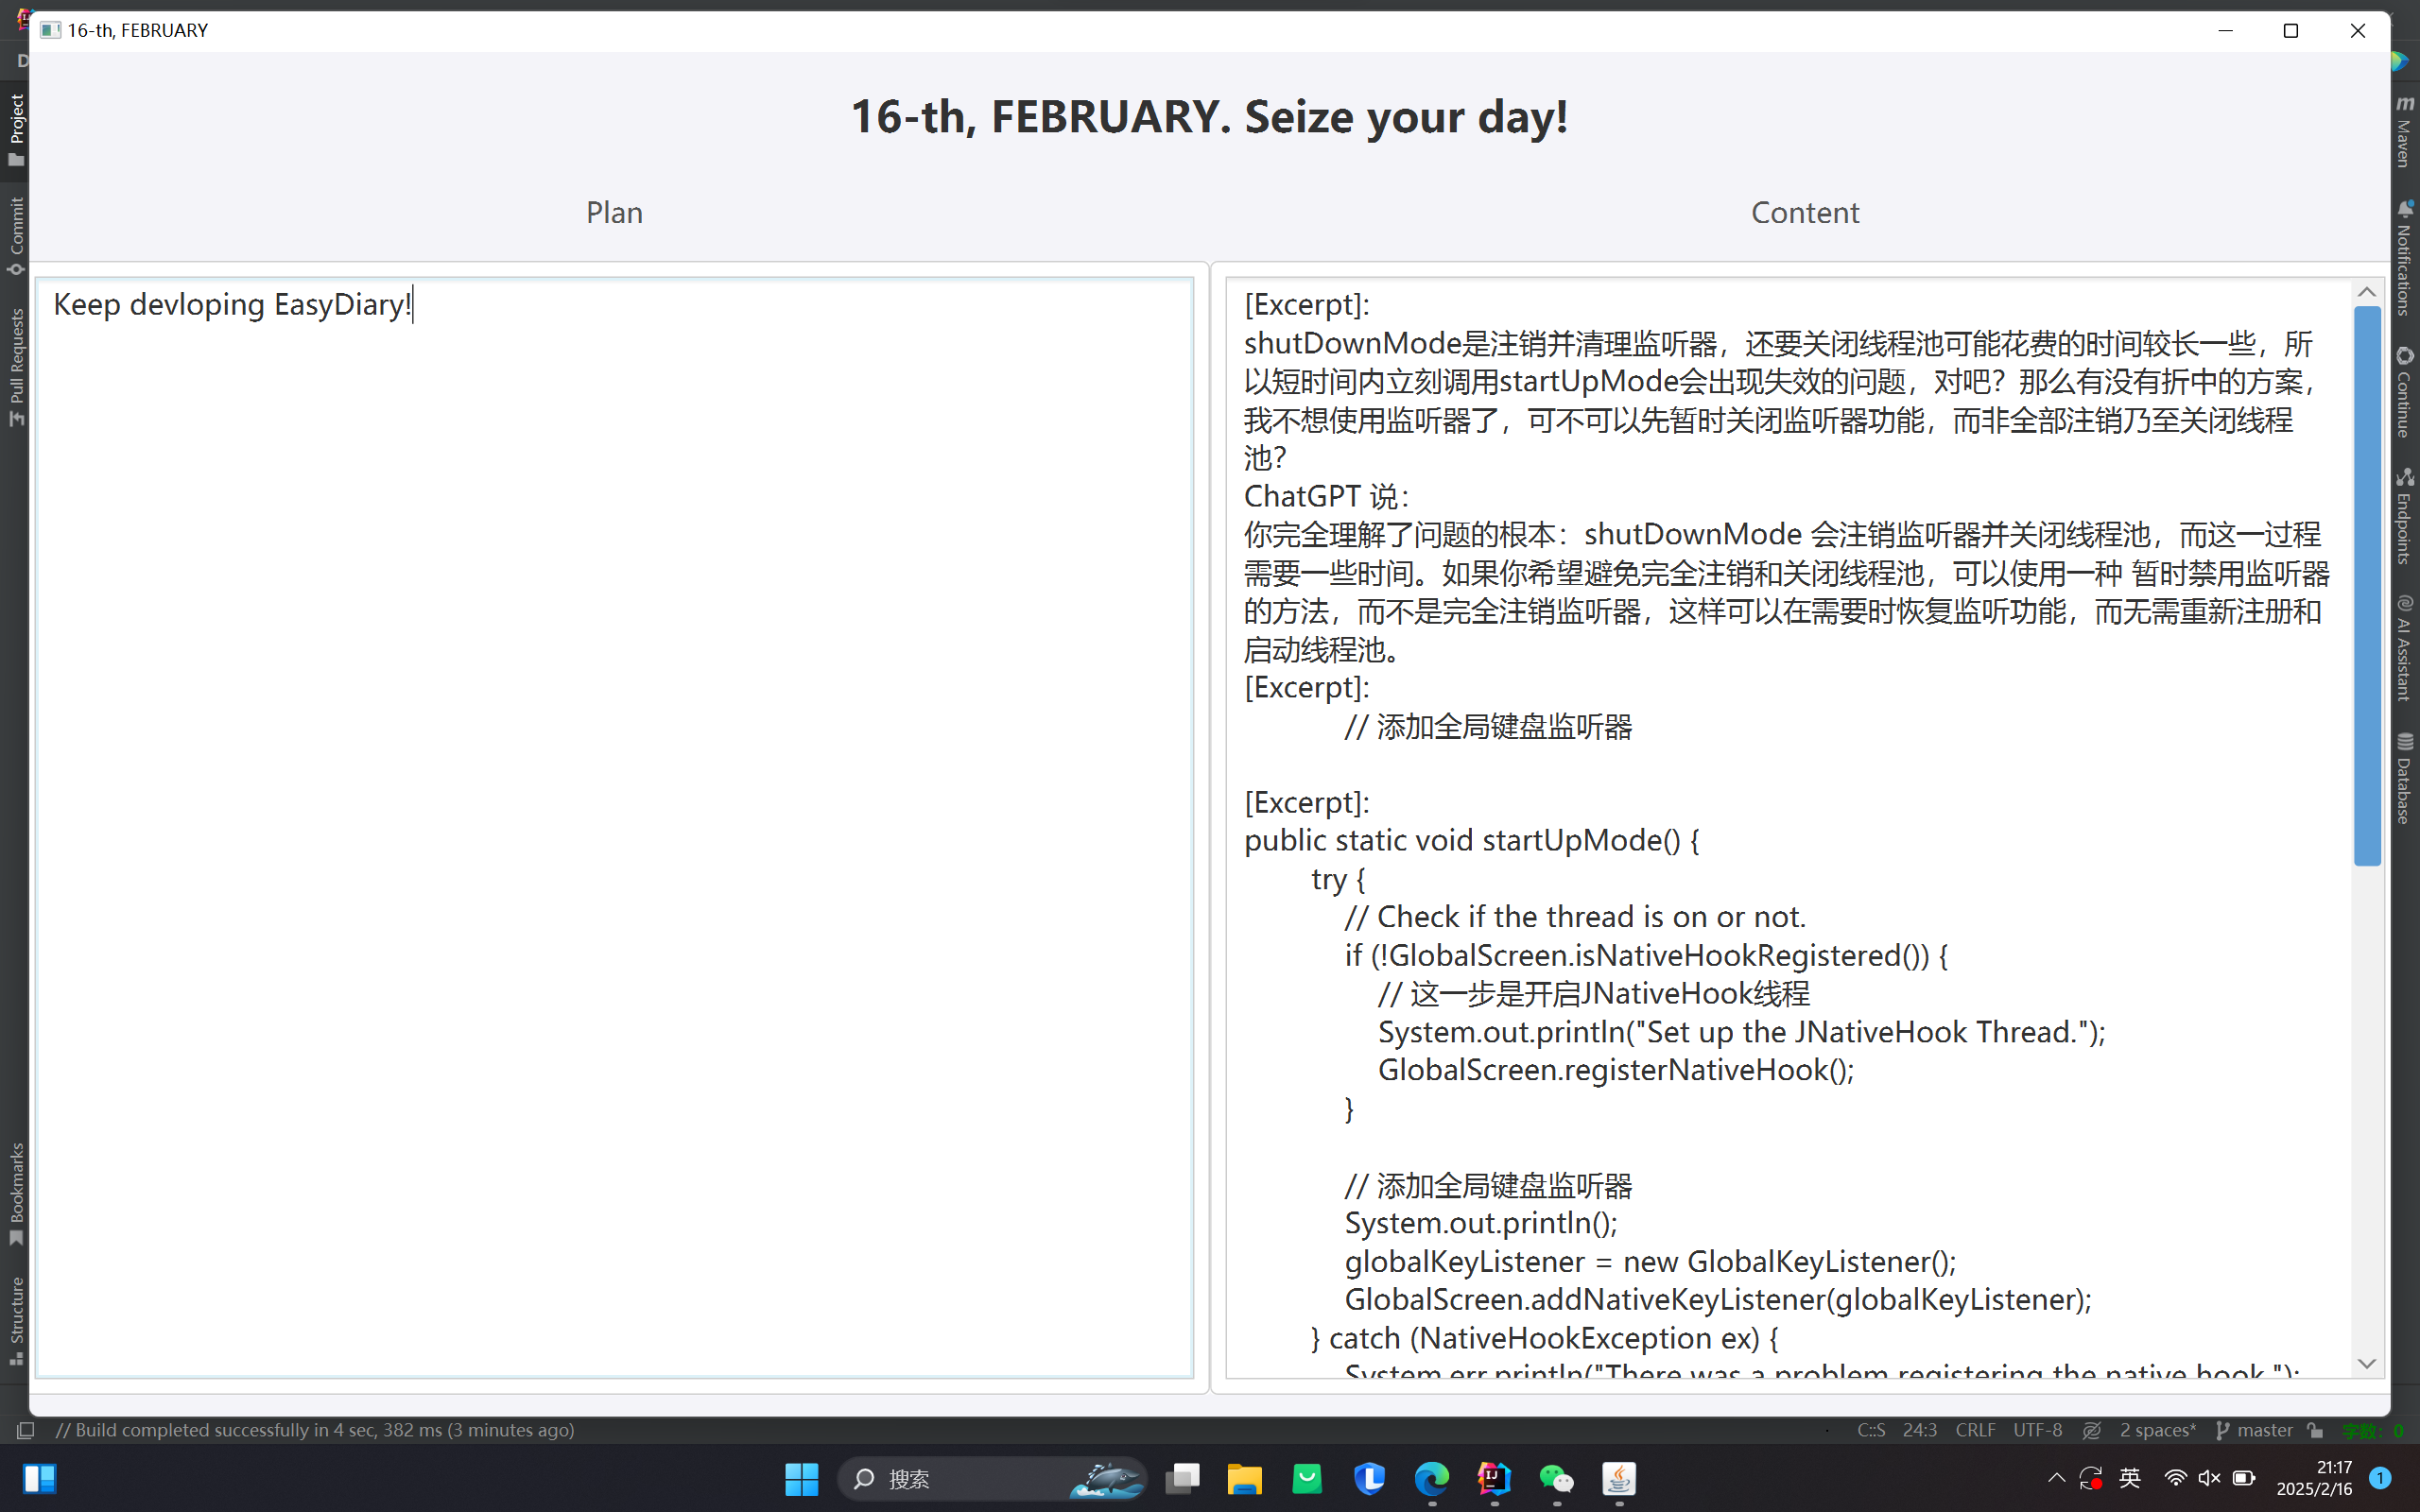 16-th, FEBRUARY
16-th, FEBRUARY. Seize your day!
Plan
Content
Keep devloping EasyDiary!
[Excerpt]:
shutDownMode是注销并清理监听器，还要关闭线程池可能花费的时间较长一些，所
以短时间内立刻调用startUpMode会出现失效的问题，对吧？那么有没有折中的方案，
我不想使用监听器了，可不可以先暂时关闭监听器功能，而非全部注销乃至关闭线程
池？
ChatGPT 说：
你完全理解了问题的根本：shutDownMode 会注销监听器并关闭线程池，而这一过程
需要一些时间。如果你希望避免完全注销和关闭线程池，可以使用一种 暂时禁用监听器
的方法，而不是完全注销监听器，这样可以在需要时恢复监听功能，而无需重新注册和
启动线程池。
[Excerpt]:
// 添加全局键盘监听器
[Excerpt]:
public static void startUpMode() {
try {
// Check if the thread is on or not.
if (!GlobalScreen.isNativeHookRegistered()) {
// 这一步是开启JNativeHook线程
System.out.println("Set up the JNativeHook Thread.");
GlobalScreen.registerNativeHook();
}
// 添加全局键盘监听器
System.out.println();
globalKeyListener = new GlobalKeyListener();
GlobalScreen.addNativeKeyListener(globalKeyListener);
} catch (NativeHookException ex) {
System.err.println("There was a problem registering the native hook.");
D
Project
Commit
Pull Requests
Bookmarks
Structure
Maven
Notifications
Continue
Endpoints
AI Assistant
Database
// Build completed successfully in 4 sec, 382 ms (3 minutes ago)
C::S 24:3 CRLF UTF-8 2 spaces* master 字数: 0
搜索
英
21:17
2025/2/16
1